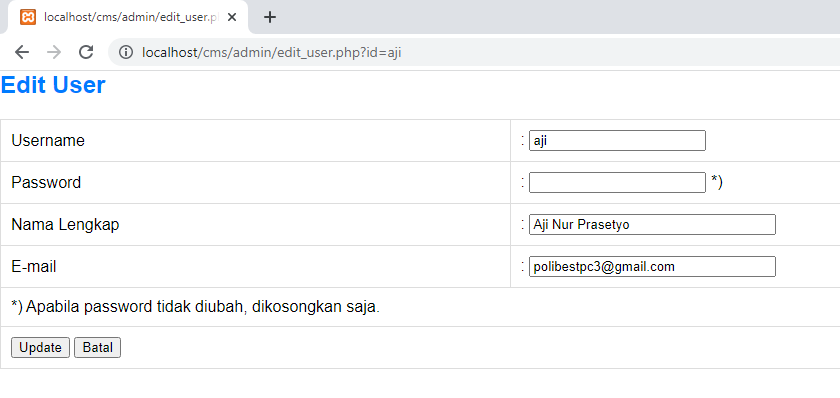 localhost/cms/admin/edit_user.p
localhost/cms/admin/edit_user.php?id=aji
Edit User
Username : aji
Password : *)
Nama Lengkap : Aji Nur Prasetyo
E-mail : polibestpc3@gmail.com
*) Apabila password tidak diubah, dikosongkan saja.
Update Batal